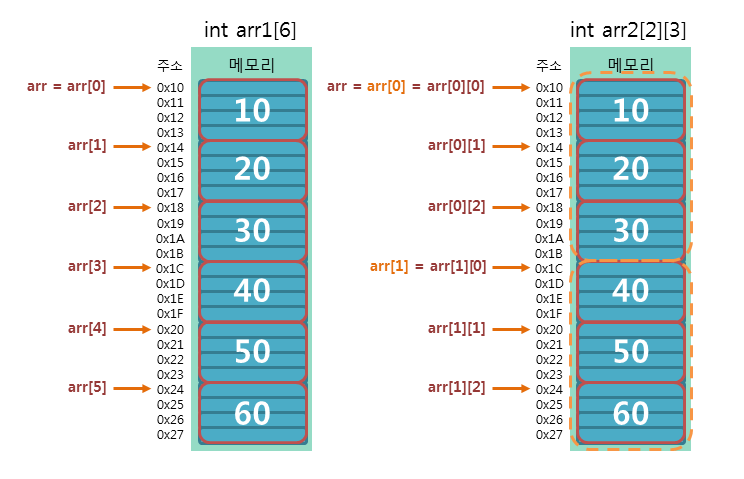 int arr1[6]
주소
메모리
arr = arr[0]
0x10
0x11
0x12
0x13
10
arr[1]
0x14
0x15
0x16
0x17
20
arr[2]
0x18
0x19
0x1A
0x1B
30
arr[3]
0x1C
0x1D
0x1E
0x1F
40
arr[4]
0x20
0x21
0x22
0x23
50
arr[5]
0x24
0x25
0x26
0x27
60
int arr2[2][3]
주소
메모리
arr = arr[0] = arr[0][0]
0x10
0x11
0x12
0x13
10
arr[0][1]
0x14
0x15
0x16
0x17
20
arr[0][2]
0x18
0x19
0x1A
0x1B
30
arr[1] = arr[1][0]
0x1C
0x1D
0x1E
0x1F
40
arr[1][1]
0x20
0x21
0x22
0x23
50
arr[1][2]
0x24
0x25
0x26
0x27
60